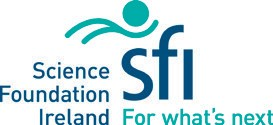 Science
Foundation
Ireland
sfi
For what's next